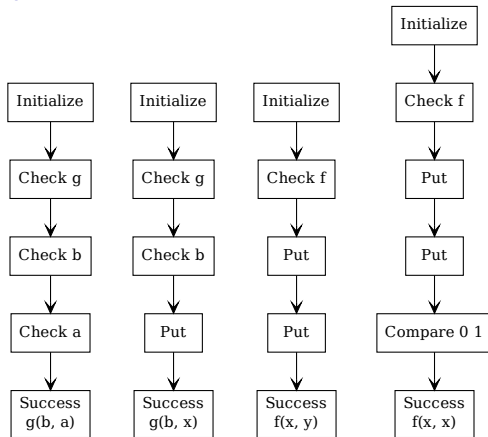 Initialize
Check g
Check b
Check a
Success
g(b, a)
Initialize
Check g
Check b
Put
Success
g(b, x)
Initialize
Check f
Put
Put
Success
f(x, y)
Initialize
Check f
Put
Put
Compare 0 1
Success
f(x, x)